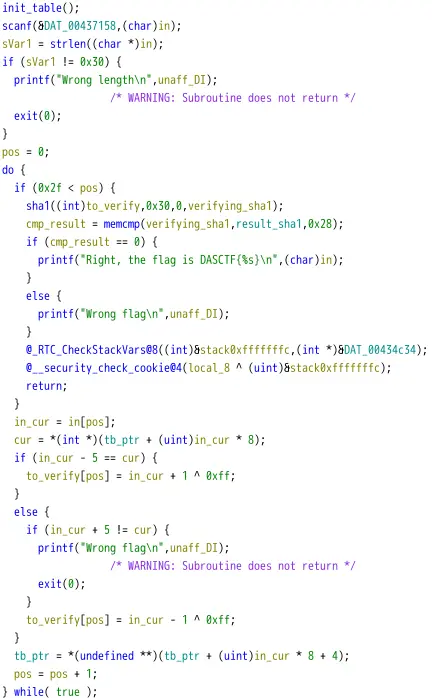 init_table();
scanf(&DAT_00437158,(char)in);
sVar1 = strlen((char *)in);
if (sVar1 != 0x30) {
printf("Wrong length\n",unaff_DI);
/* WARNING: Subroutine does not return */
exit(0);
}
pos = 0;
do {
if (0x2f < pos) {
sha1((int)to_verify,0x30,0,verifying_sha1);
cmp_result = memcmp(verifying_sha1,result_sha1,0x28);
if (cmp_result == 0) {
printf("Right, the flag is DASCTF{%s}\n",(char)in);
}
else {
printf("Wrong flag\n",unaff_DI);
}
@_RTC_CheckStackVars@8((int)&stack0xfffffffc,(int *)&DAT_00434c34);
@__security_check_cookie@4(local_8 ^ (uint)&stack0xfffffffc);
return;
}
in_cur = in[pos];
cur = *(int *)(tb_ptr + (uint)in_cur * 8);
if (in_cur - 5 == cur) {
to_verify[pos] = in_cur + 1 ^ 0xff;
}
else {
if (in_cur + 5 != cur) {
printf("Wrong flag\n",unaff_DI);
/* WARNING: Subroutine does not return */
exit(0);
}
to_verify[pos] = in_cur - 1 ^ 0xff;
}
tb_ptr = *(undefined **)(tb_ptr + (uint)in_cur * 8 + 4);
pos = pos + 1;
} while( true );